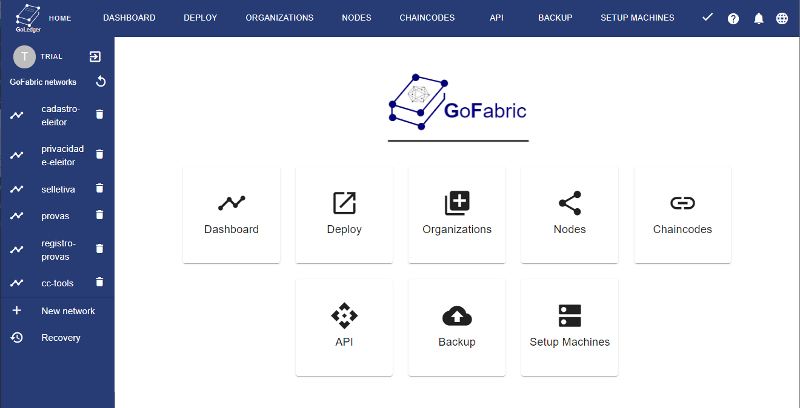 GoLedger
HOME
DASHBOARD
DEPLOY
ORGANIZATIONS
NODES
CHAINCODES
API
BACKUP
SETUP MACHINES
T
TRIAL
GoFabric networks
cadastro-
eleitor
privacidad
e-eleitor
selletiva
provas
registro-
provas
cc-tools
New network
Recovery
GoFabric
Dashboard
Deploy
Organizations
Nodes
Chaincodes
API
Backup
Setup Machines